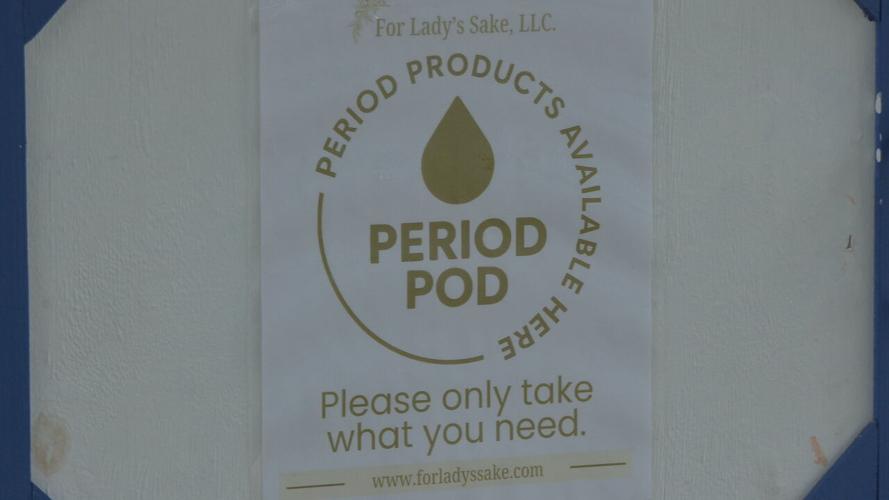 For Lady's Sake, LLC.
PERIOD PRODUCTS AVAILABLE HERE
PERIOD
POD
Please only take
what you need.
www.forladyssake.com